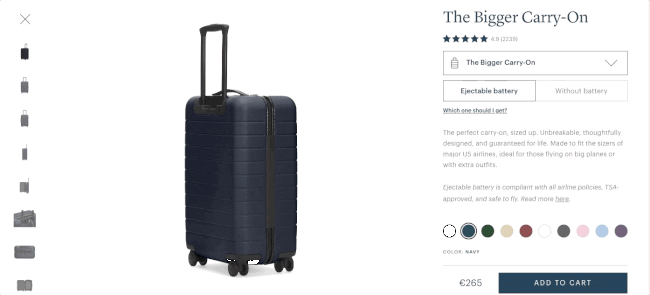 The Bigger Carry-On
4.9 (2239)
The Bigger Carry-On
Ejectable battery
Without battery
Which one should I get?
The perfect carry-on, sized up. Unbreakable, thoughtfully
designed, and guaranteed for life. Made to fit the sizers of
major US airlines, ideal for those flying on big planes or
with extra outfits.
Ejectable battery is compliant with all airline policies, TSA-
approved, and safe to fly. Read more here.
COLOR: NAVY
€265
ADD TO CART